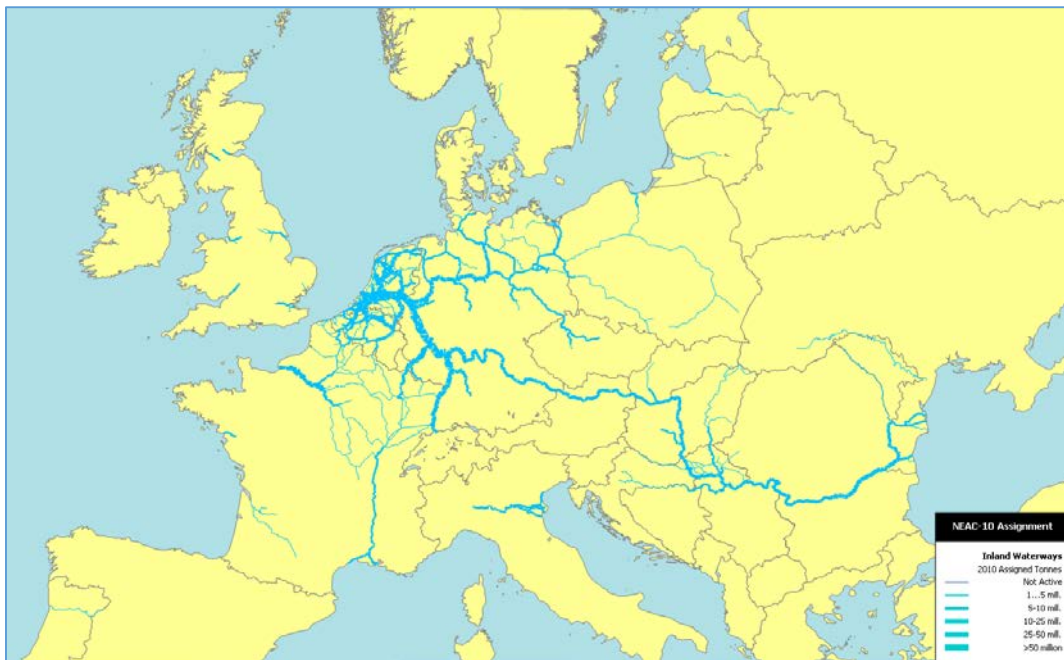 NEAC-10 Assignment
Inland Waterways
2010 Assigned Tonnes
Not Active
1...5 mill.
5-10 mill.
10-25 mill.
25-50 mill.
>50 million